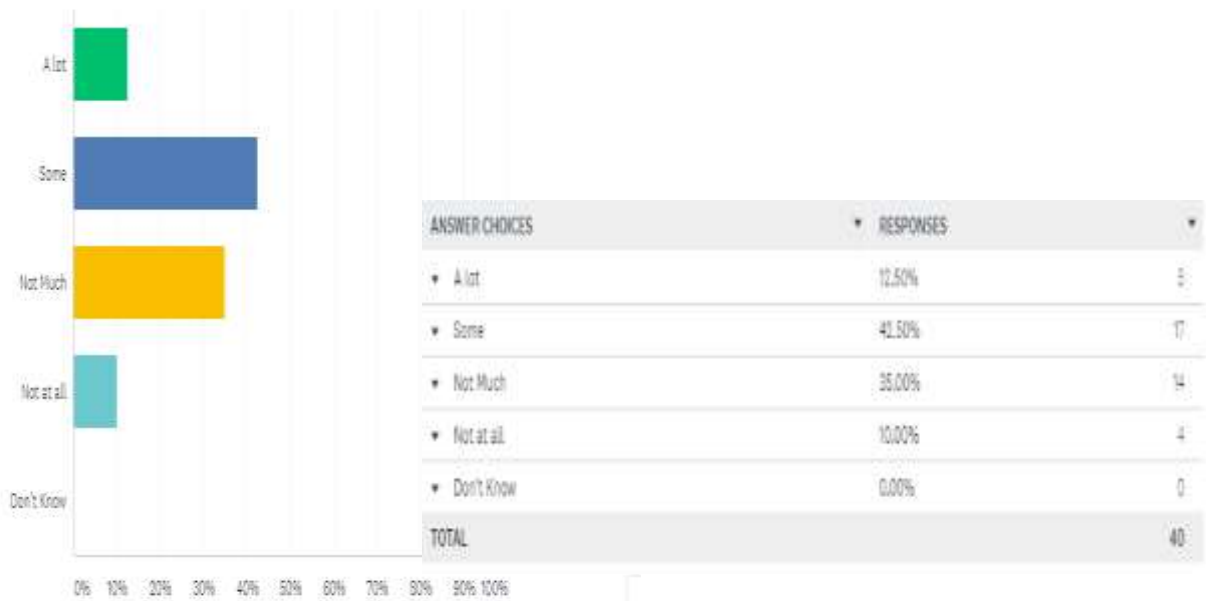 A lot
Some
Not Much
Not at all
Don't Know
0% 10% 20% 30% 40% 50% 60% 70% 80% 90% 100%
ANSWER CHOICES RESPONSES
A lot 12.50% 5
Some 42.50% 17
Not Much 35.00% 14
Not at all 10.00% 4
Don't Know 0.00% 0
TOTAL 40